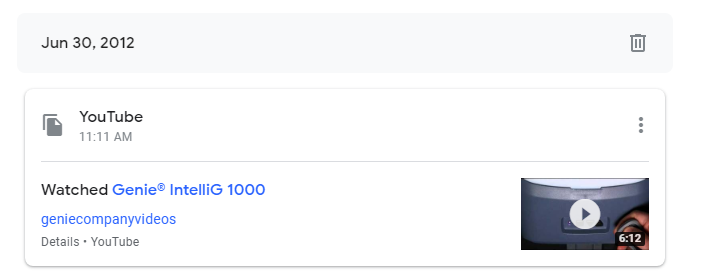 Jun 30, 2012
YouTube
11:11 AM
Watched Genie® IntelliG 1000
geniecompanyvideos
Details • YouTube
6:12